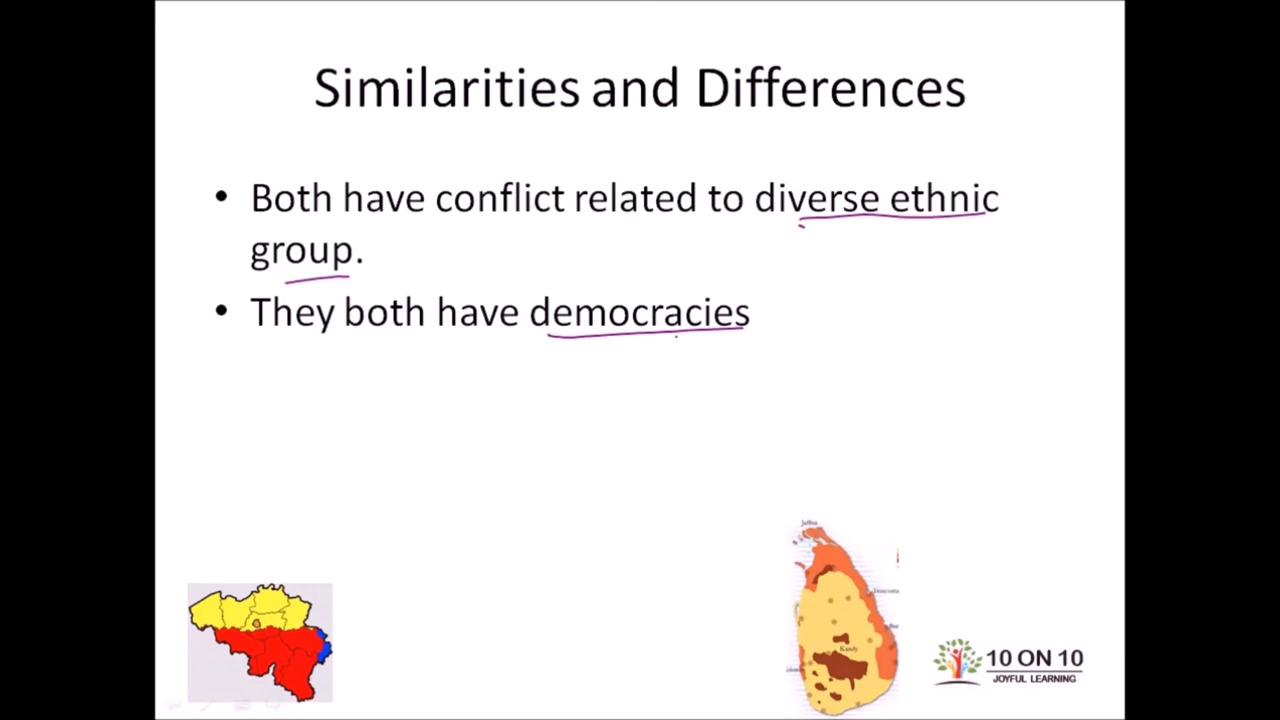 Similarities and Differences
• Both have conflict related to diverse ethnic
group.
• They both have democracies
Jaffna
Kandy
10 ON 10
JOYFUL LEARNING